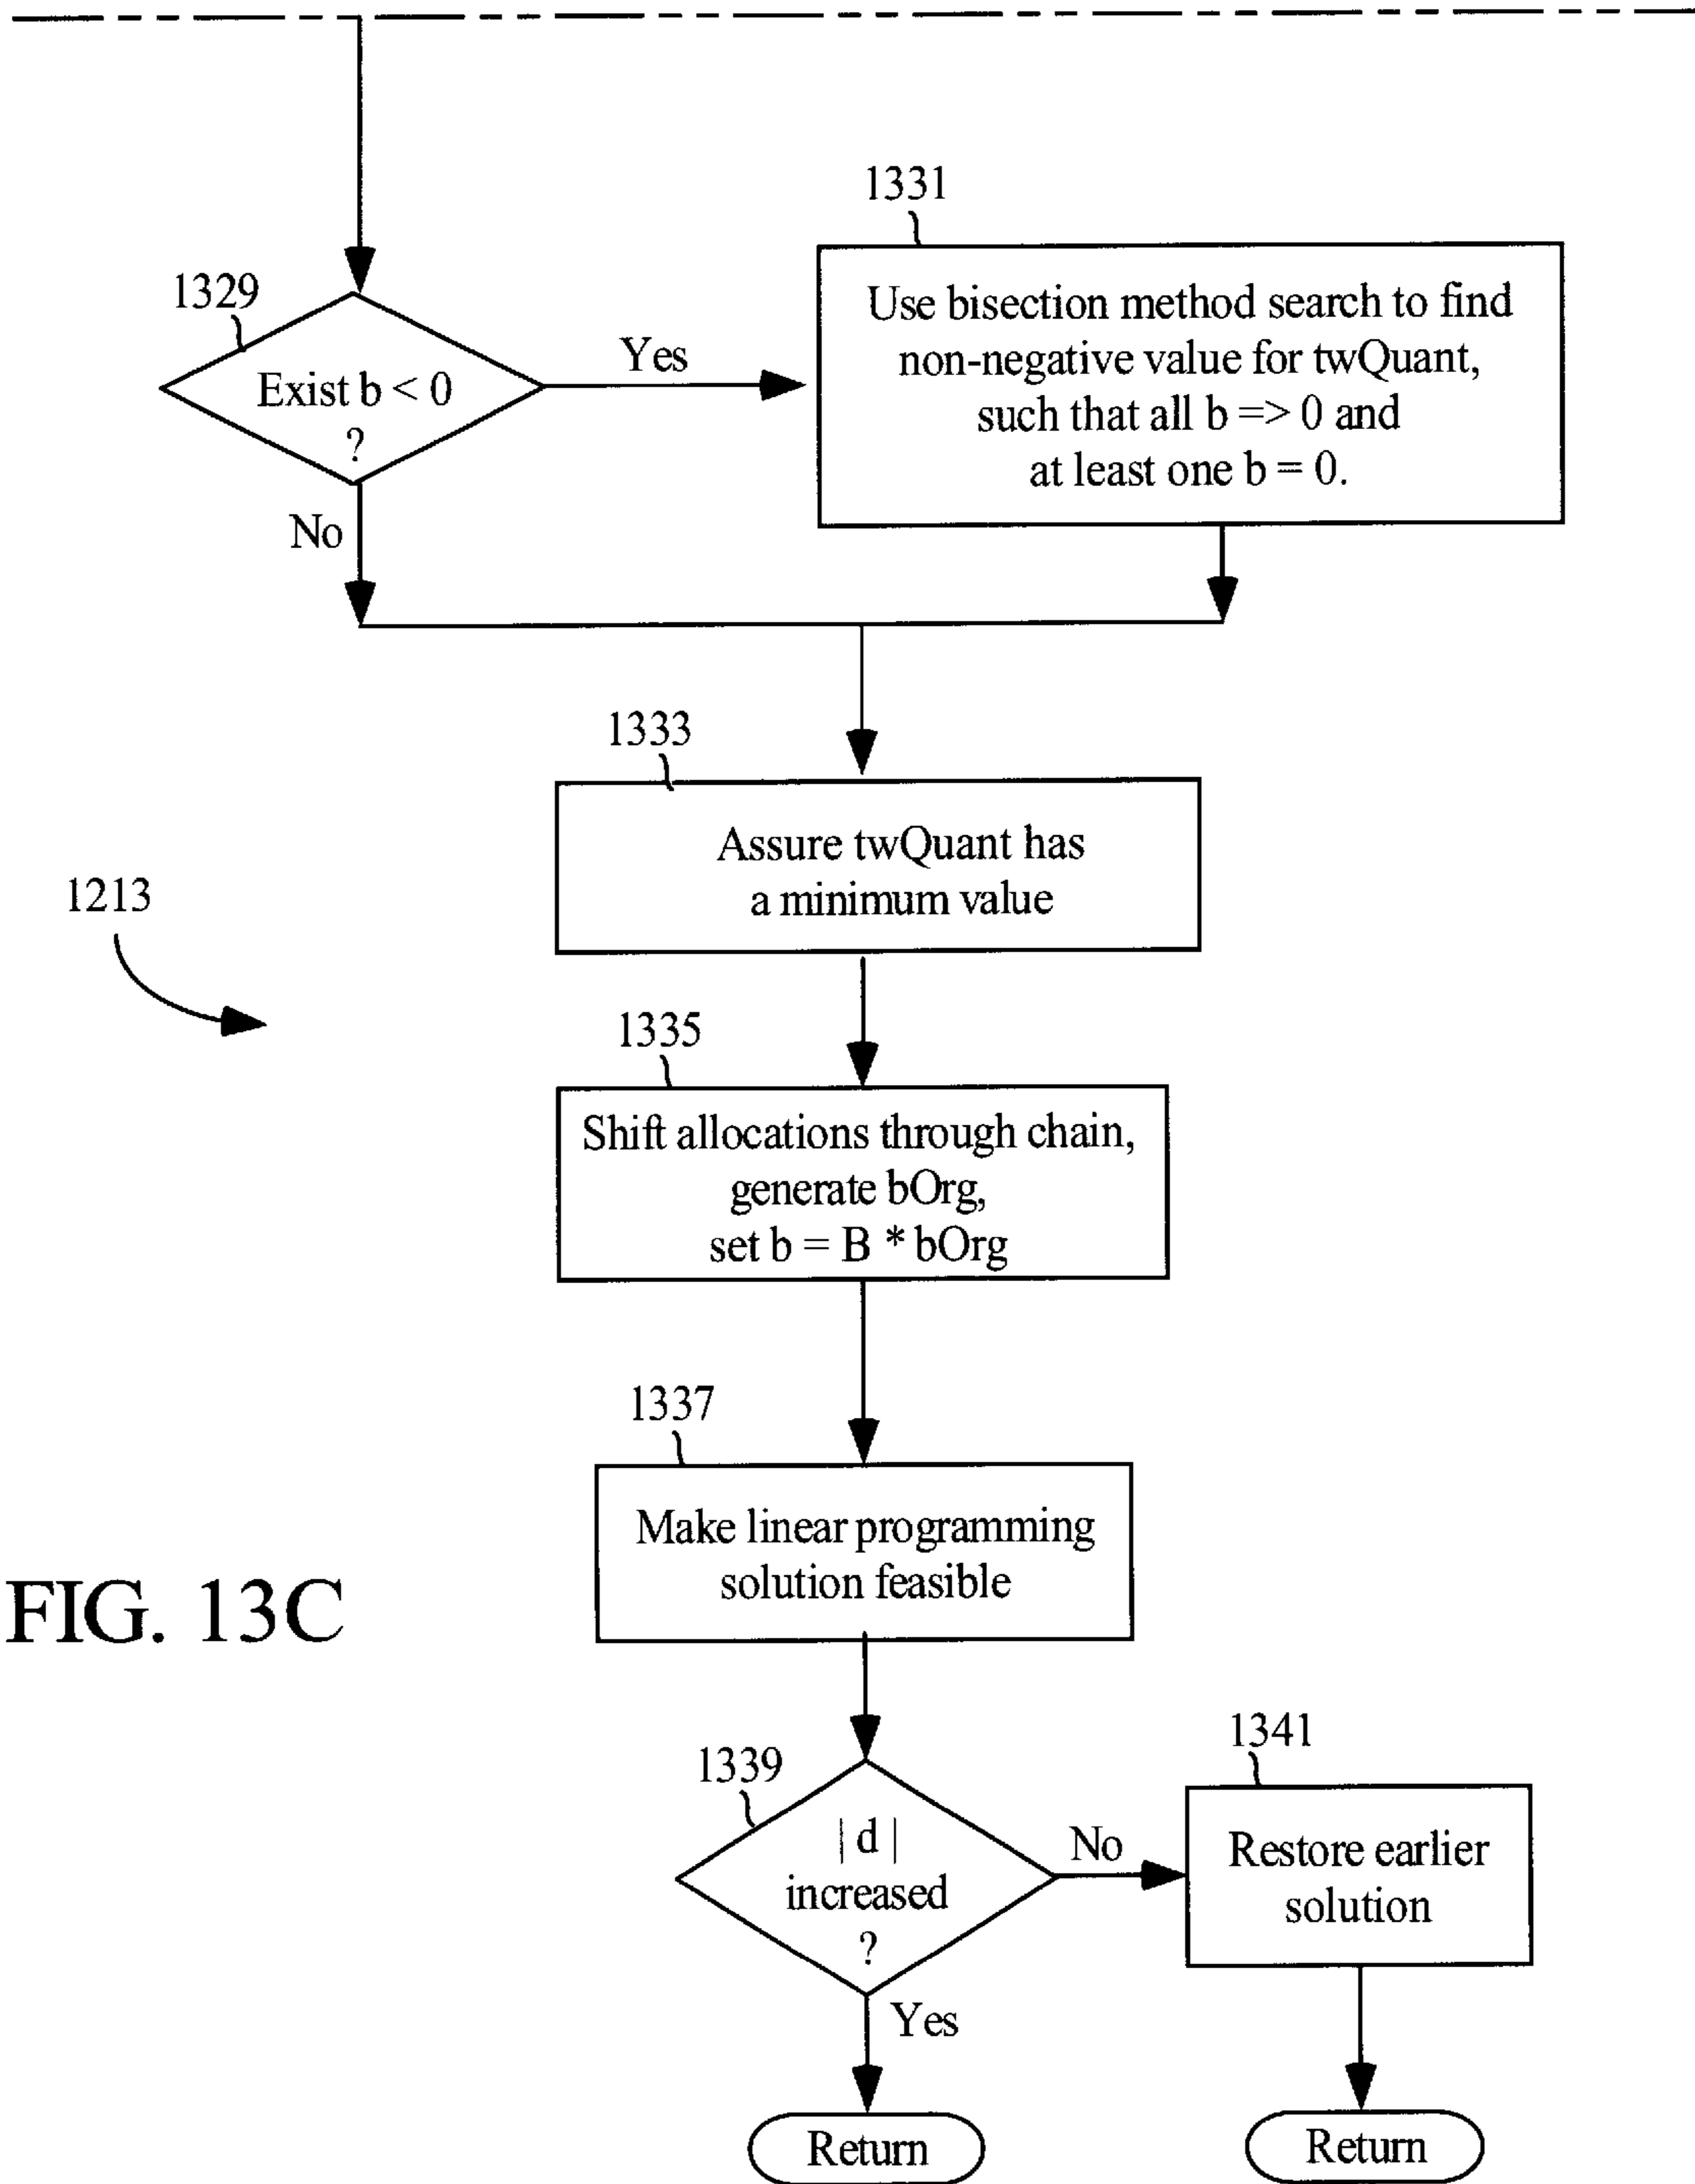 1331
1329
Use bisection method search to find
non-negative value for twQuant,
such that all b => 0 and
at least one b = 0.
Yes
Exist b < 0
?
No
1333
Assure twQuant has
a minimum value
1213
1335
Shift allocations through chain,
generate bOrg,
set b = B * bOrg
1337
Make linear programming
solution feasible
FIG. 13C
1339
1341
| d |
increased
?
No
Restore earlier
solution
Yes
Return
Return